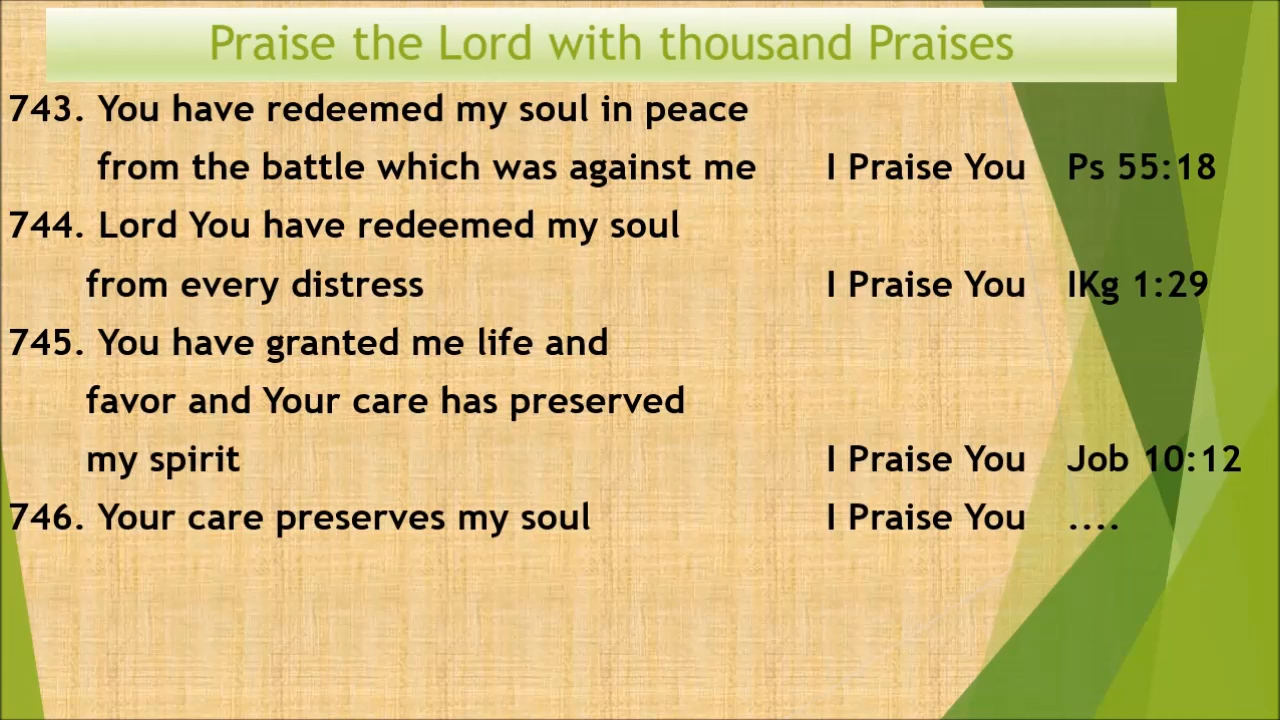 Praise the Lord with thousand Praises
743. You have redeemed my soul in peace
from the battle which was against me I Praise You Ps 55:18
744. Lord You have redeemed my soul
from every distress I Praise You IKg 1:29
745. You have granted me life and
favor and Your care has preserved
my spirit I Praise You Job 10:12
746. Your care preserves my soul I Praise You ....